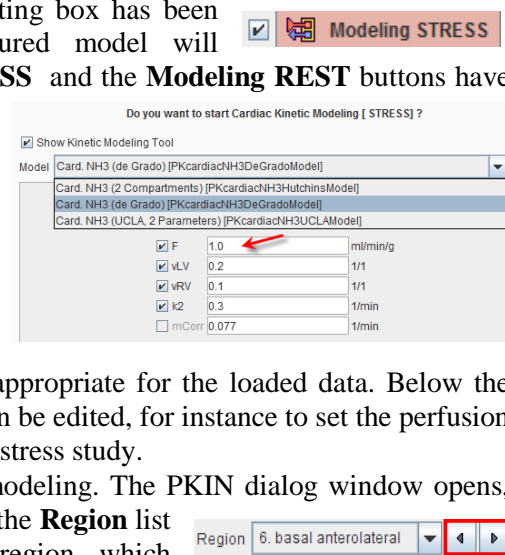 ting box has been
ured model will
Modeling STRESS
SS and the Modeling REST buttons have
Do you want to start Cardiac Kinetic Modeling [ STRESS] ?
Show Kinetic Modeling Tool
Model Card. NH3 (de Grado) [PKcardiacNH3DeGradoModel]
Card. NH3 (2 Compartments) [PKcardiacNH3HutchinsModel]
Card. NH3 (de Grado) [PKcardiacNH3DeGradoModel]
Card. NH3 (UCLA, 2 Parameters) [PKcardiacNH3UCLAModel]
F 1.0 ml/min/g
vLV 0.2 1/1
vRV 0.1 1/1
k2 0.3 1/min
mCorr 0.077 1/min
appropriate for the loaded data. Below the
n be edited, for instance to set the perfusion
stress study.
nodeling. The PKIN dialog window opens,
the Region list
region which
Region 6. basal anterolateral